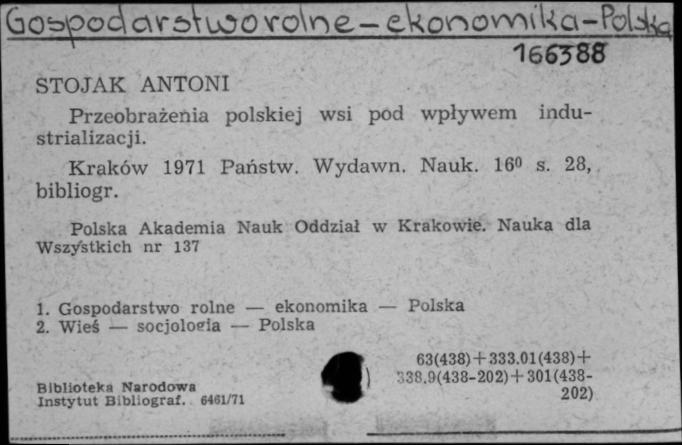 Gospodarstwo rolne - ekonomika - Polska
166388
STOJAK ANTONI
Przeobrażenia polskiej wsi pod wpływem indu-
strializacji.
Kraków 1971 Państw. Wydawn. Nauk. 16⁰ s. 28,
bibliogr.
Polska Akademia Nauk Oddział w Krakowie. Nauka dla
Wszystkich nr 137
1. Gospodarstwo rolne — ekonomika — Polska
2. Wieś — socjologia — Polska
63(438)+333.01(438)+
338.9(438-202)+301(438-
202)
Biblioteka Narodowa
Instytut Bibliograf. 6461/71